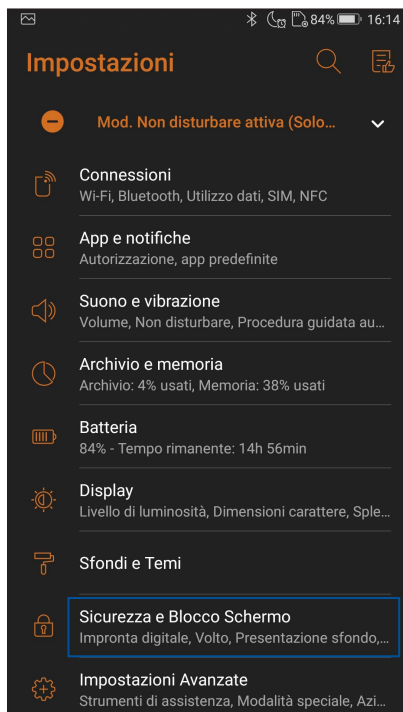 84% 16:14
Impostazioni
Mod. Non disturbare attiva (Solo...
Connessioni
Wi-Fi, Bluetooth, Utilizzo dati, SIM, NFC
App e notifiche
Autorizzazione, app predefinite
Suono e vibrazione
Volume, Non disturbare, Procedura guidata au...
Archivio e memoria
Archivio: 4% usati, Memoria: 38% usati
Batteria
84% - Tempo rimanente: 14h 56min
Display
Livello di luminosità, Dimensioni carattere, Sple...
Sfondi e Temi
Sicurezza e Blocco Schermo
Impronta digitale, Volto, Presentazione sfondo,...
Impostazioni Avanzate
Strumenti di assistenza, Modalità speciale, Azi...